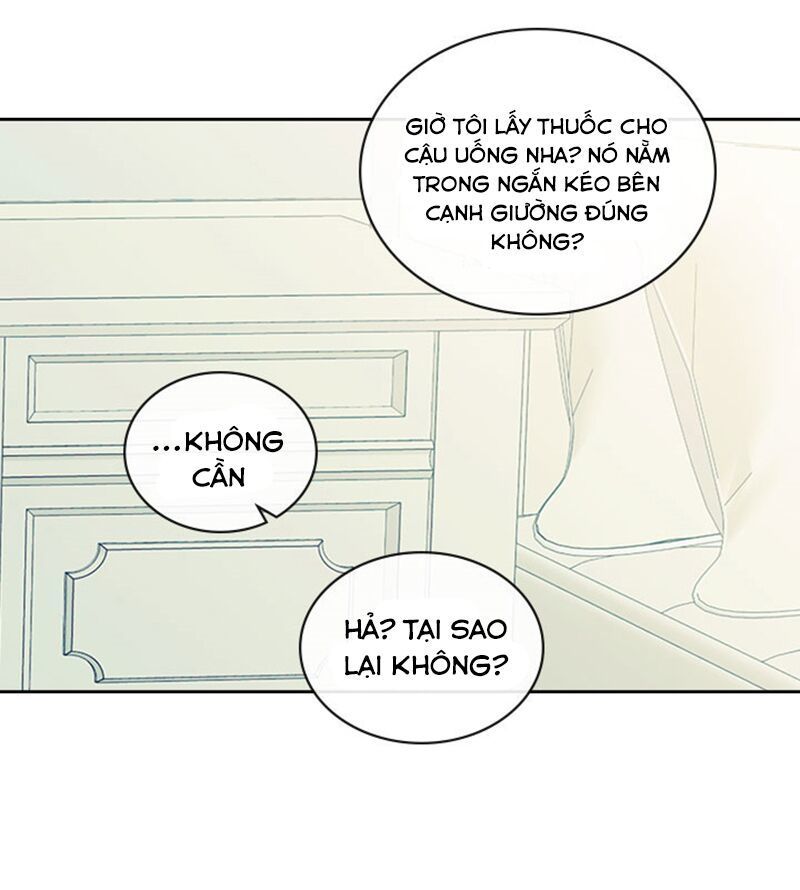 GIỜ TÔI LẤY THUỐC CHO
CẬU UỐNG NHA? NÓ NẰM
TRONG NGẮN KÉO BÊN
CẠNH GIƯỜNG ĐÚNG
KHÔNG?
...KHÔNG
CẦN
HẢ? TẠI SAO
LẠI KHÔNG?